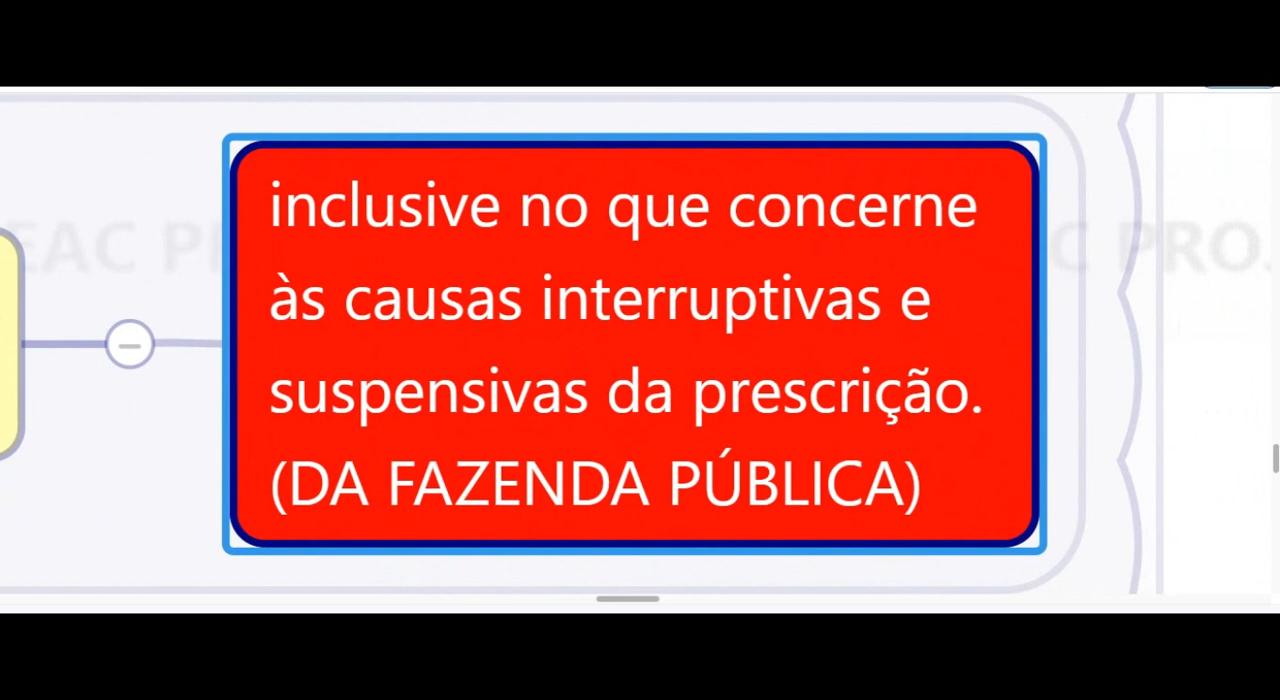 inclusive no que concerne
às causas interruptivas e
suspensivas da prescrição.
(DA FAZENDA PÚBLICA)